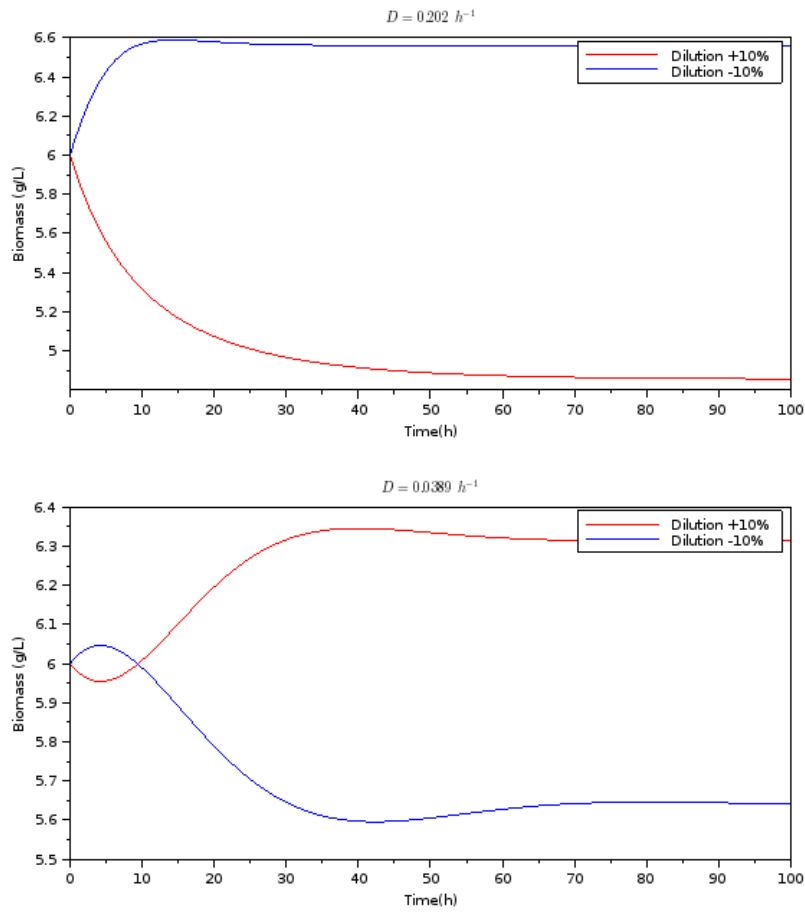 D = 0.202 h⁻¹
6.6
6.4
6.2
6
5.8
5.6
5.4
5.2
5
Biomass (g/L)
Dilution +10%
Dilution -10%
0 10 20 30 40 50 60 70 80 90 100
Time(h)
D = 0.0389 h⁻¹
6.4
6.3
6.2
6.1
6
5.9
5.8
5.7
5.6
5.5
Biomass (g/L)
Dilution +10%
Dilution -10%
0 10 20 30 40 50 60 70 80 90 100
Time(h)